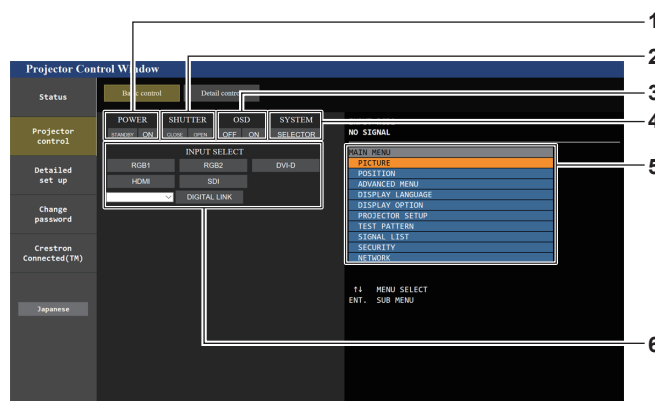 1
2
3
4
5
6
Projector Control Window
Status
Projector control
Detailed set up
Change password
Crestron Connected(TM)
Japanese
Basic control
Detail control
POWER
STANDBY ON
SHUTTER
CLOSE OPEN
OSD
OFF ON
SYSTEM
SELECTOR
INPUT SELECT
RGB1 RGB2 DVI-D
HDMI SDI
DIGITAL LINK
NO SIGNAL
MAIN MENU
PICTURE
POSITION
ADVANCED MENU
DISPLAY LANGUAGE
DISPLAY OPTION
PROJECTOR SETUP
TEST PATTERN
SIGNAL LIST
SECURITY
NETWORK
↑↓ MENU SELECT
ENT. SUB MENU